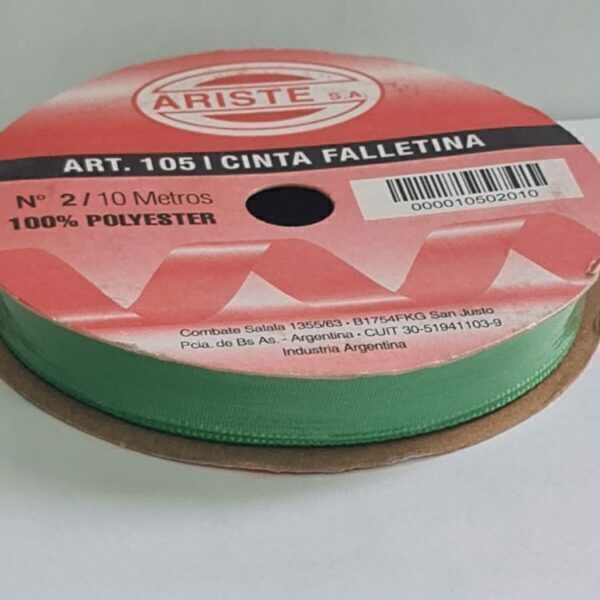 ARISTE S.A.
ART. 105 | CINTA FALLETINA
Nº 2 / 10 Metros
100% POLYESTER
000010502010
Combate Salala 1355/63 - B1754FKG San Justo
Pcia. de Bs As. - Argentina - CUIT 30-51941103-9
Industria Argentina